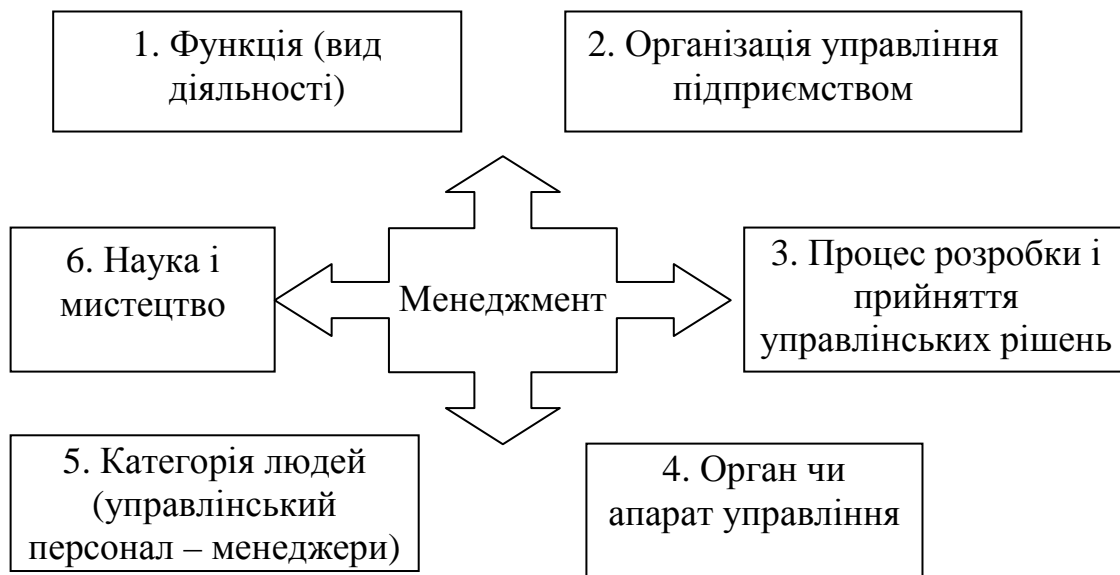 1. Функція (вид
діяльності)
2. Організація управління
підприємством
6. Наука і
мистецтво
Менеджмент
3. Процес розробки і
прийняття
управлінських рішень
5. Категорія людей
(управлінський
персонал – менеджери)
4. Орган чи
апарат управління